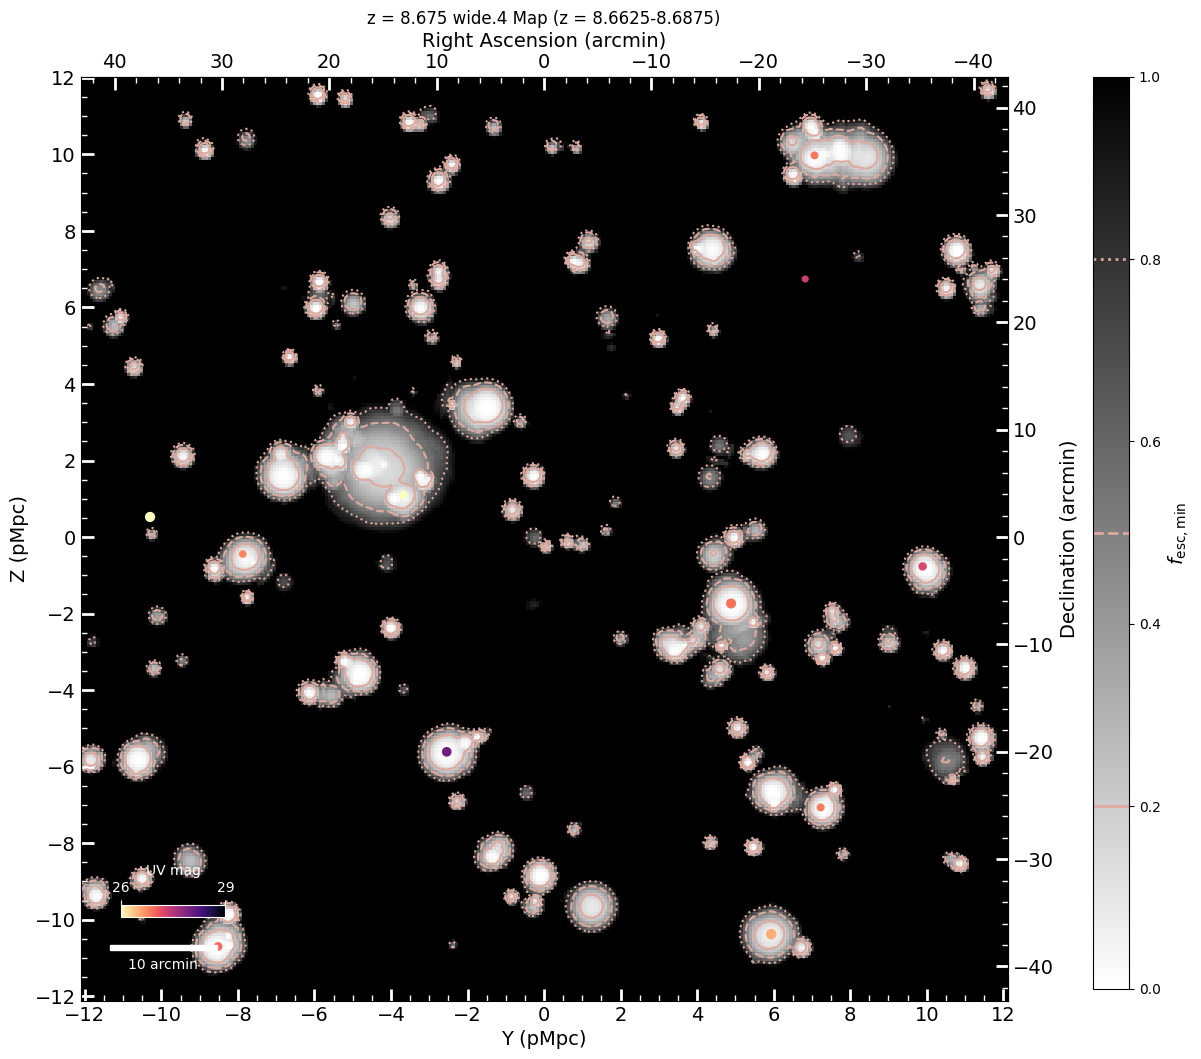 z = 8.675 wide.4 Map (z = 8.6625-8.6875)
Right Ascension (arcmin)
40 30 20 10 0 −10 −20 −30 −40
12 10 8 6 4 2 0 −2 −4 −6 −8 −10 −12
Z (pMpc)
UV mag
26 29
10 arcmin
−12 −10 −8 −6 −4 −2 0 2 4 6 8 10 12
Y (pMpc)
40 30 20 10 0 −10 −20 −30 −40
Declination (arcmin)
1.0 0.8 0.6 0.4 0.2 0.0
f_esc,min